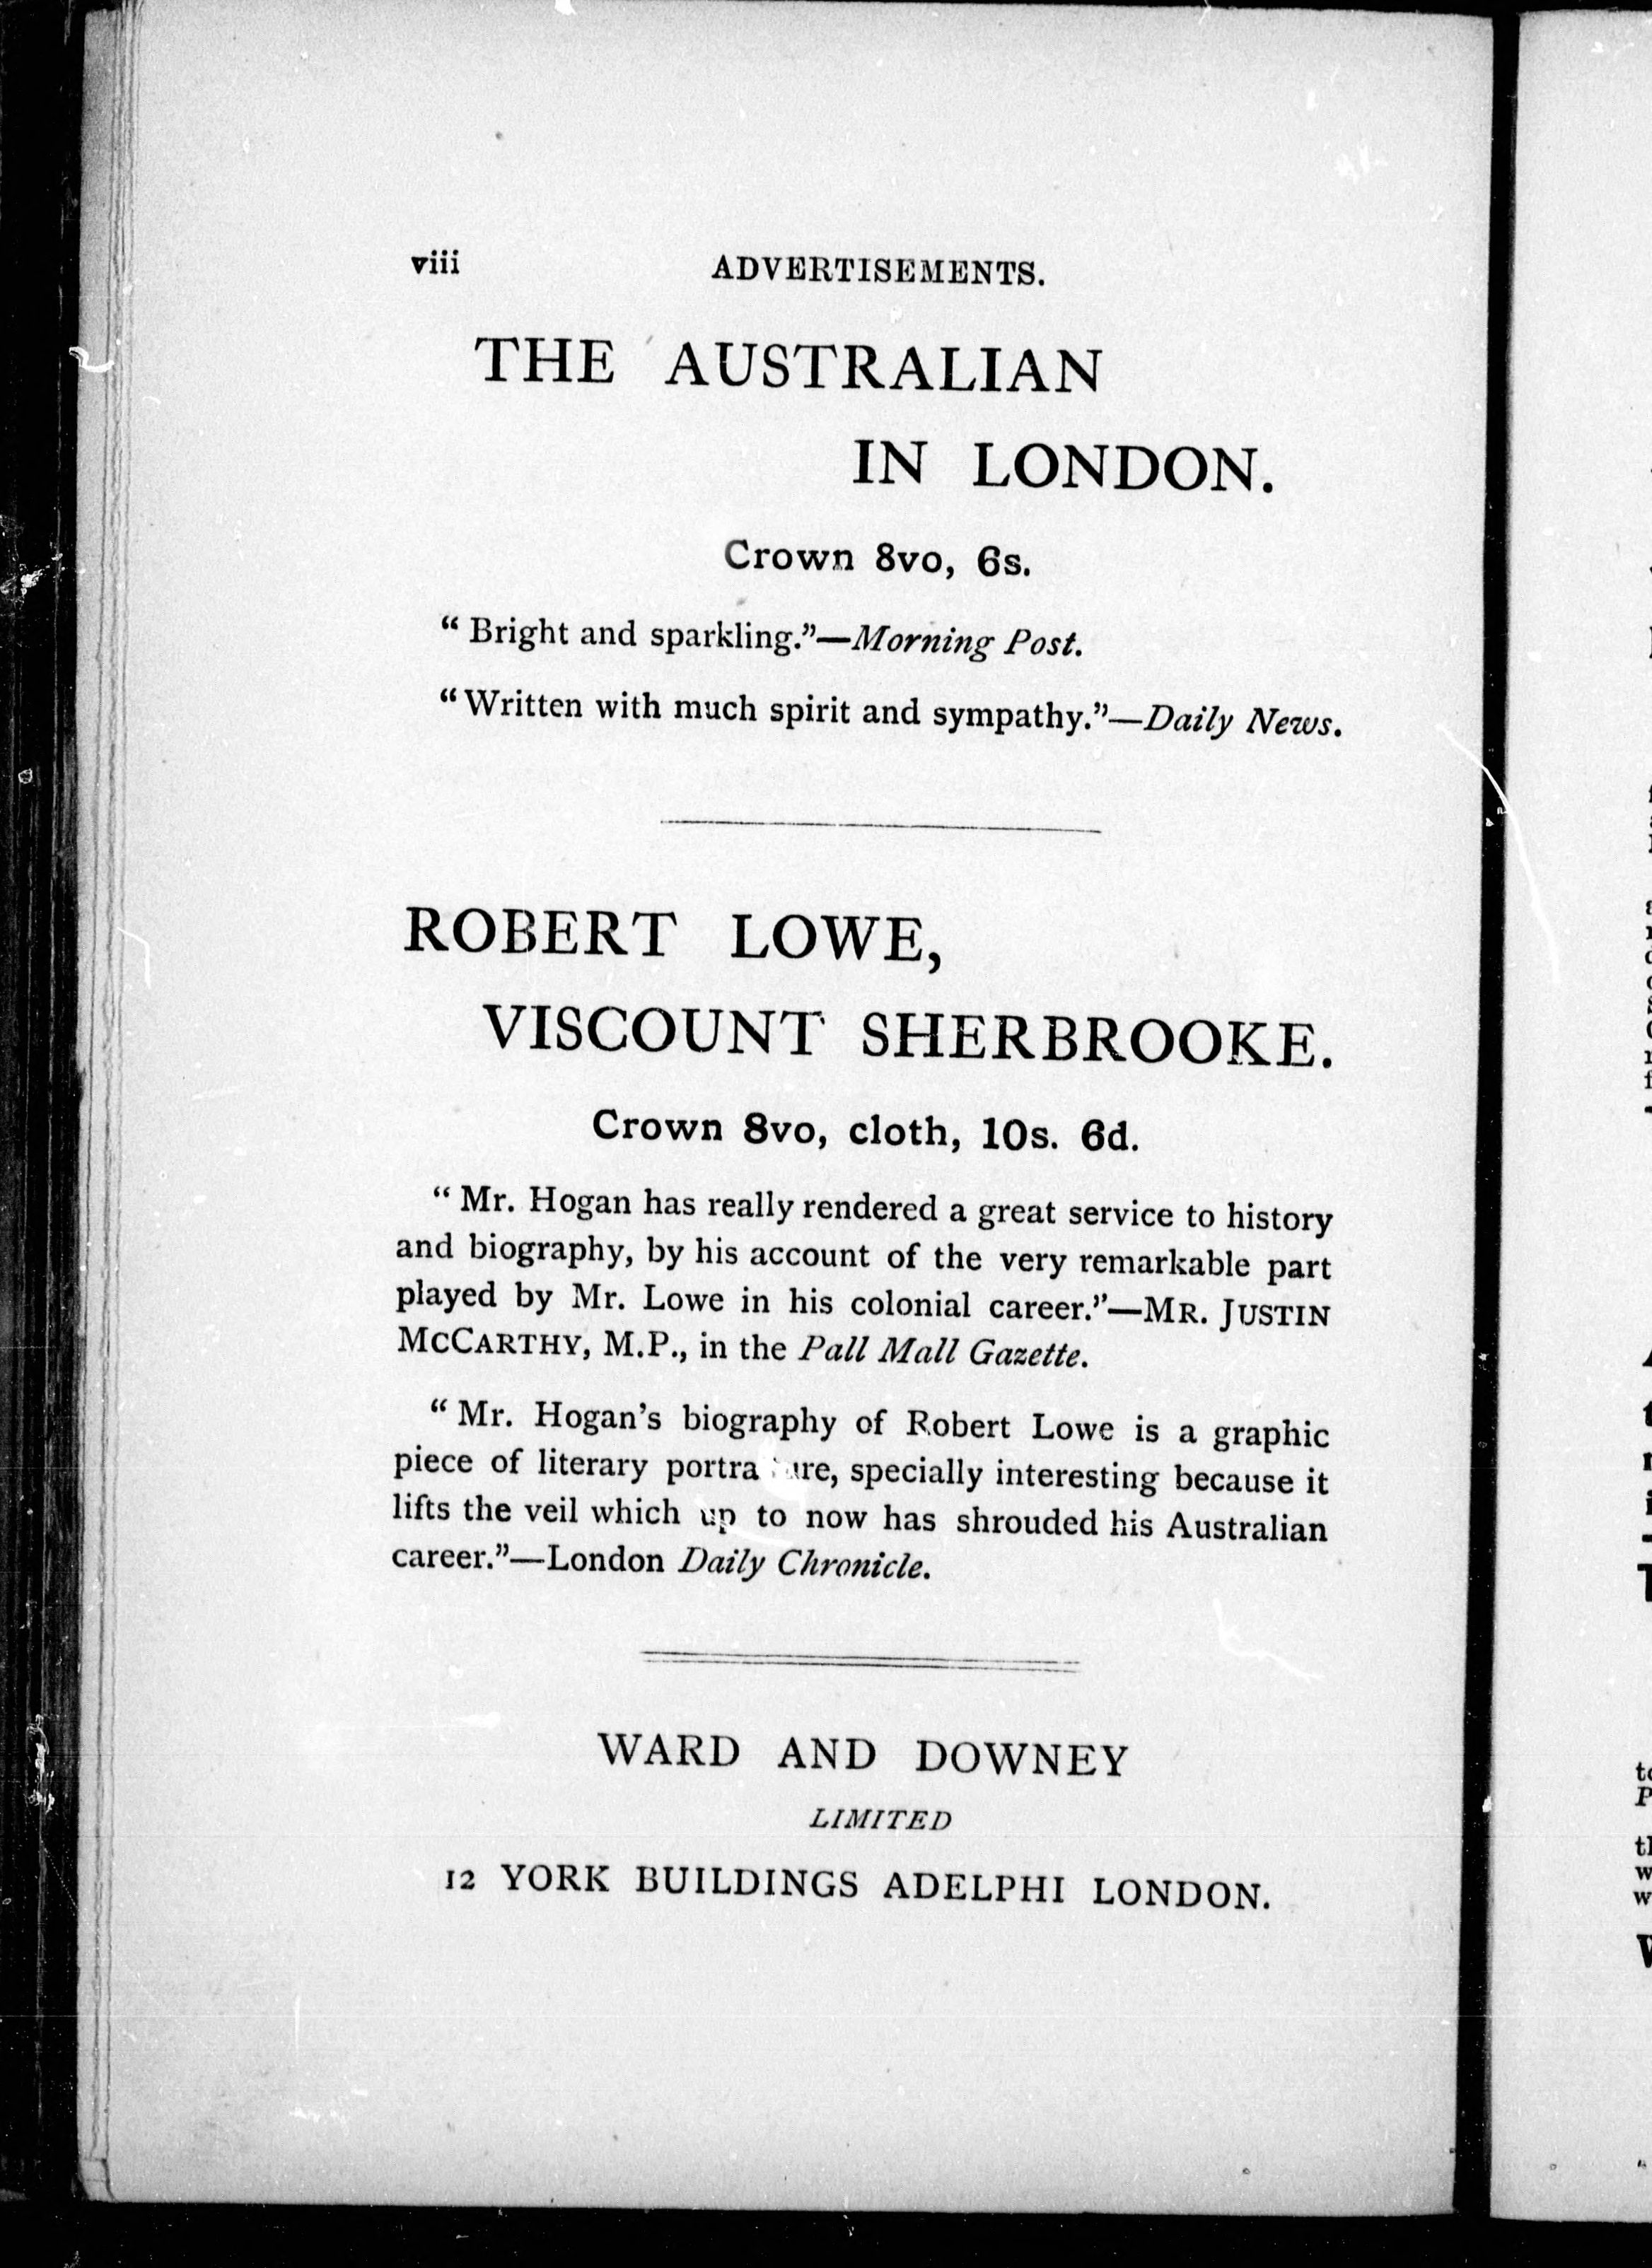 viii ADVERTISEMENTS.
THE AUSTRALIAN
IN LONDON.
Crown 8vo, 6s.
“Bright and sparkling.”—Morning Post.
“Written with much spirit and sympathy.”—Daily News.
ROBERT LOWE,
VISCOUNT SHERBROOKE.
Crown 8vo, cloth, 10s. 6d.
“Mr. Hogan has really rendered a great service to history
and biography, by his account of the very remarkable part
played by Mr. Lowe in his colonial career.”—MR. JUSTIN
MCCARTHY, M.P., in the Pall Mall Gazette.
“Mr. Hogan’s biography of Robert Lowe is a graphic
piece of literary specially interesting because it
lifts the veil which up to now has shrouded his Australian
career.”—London Daily Chronicle.
WARD AND DOWNEY
LIMITED
12 YORK BUILDINGS ADELPHI LONDON.